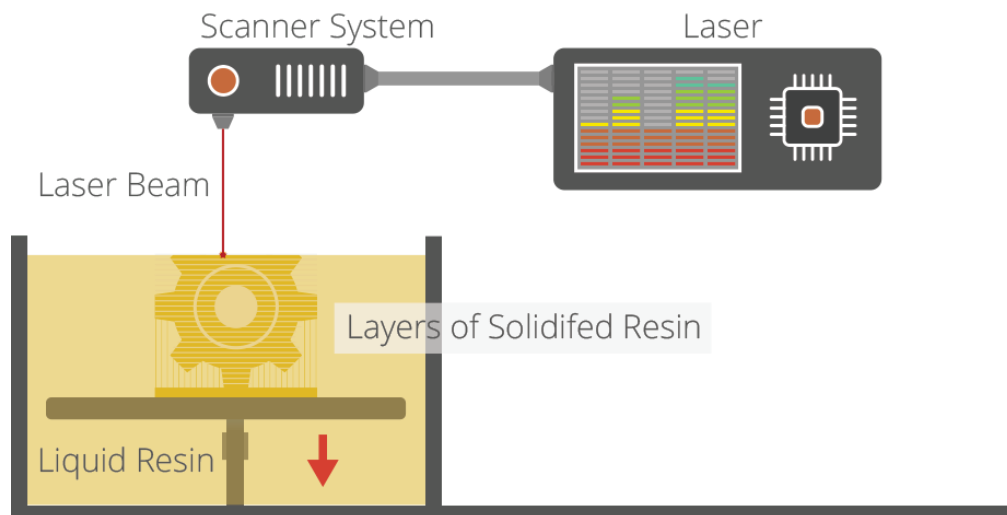 Scanner System
Laser
Laser Beam
Layers of Solidifed Resin
Liquid Resin